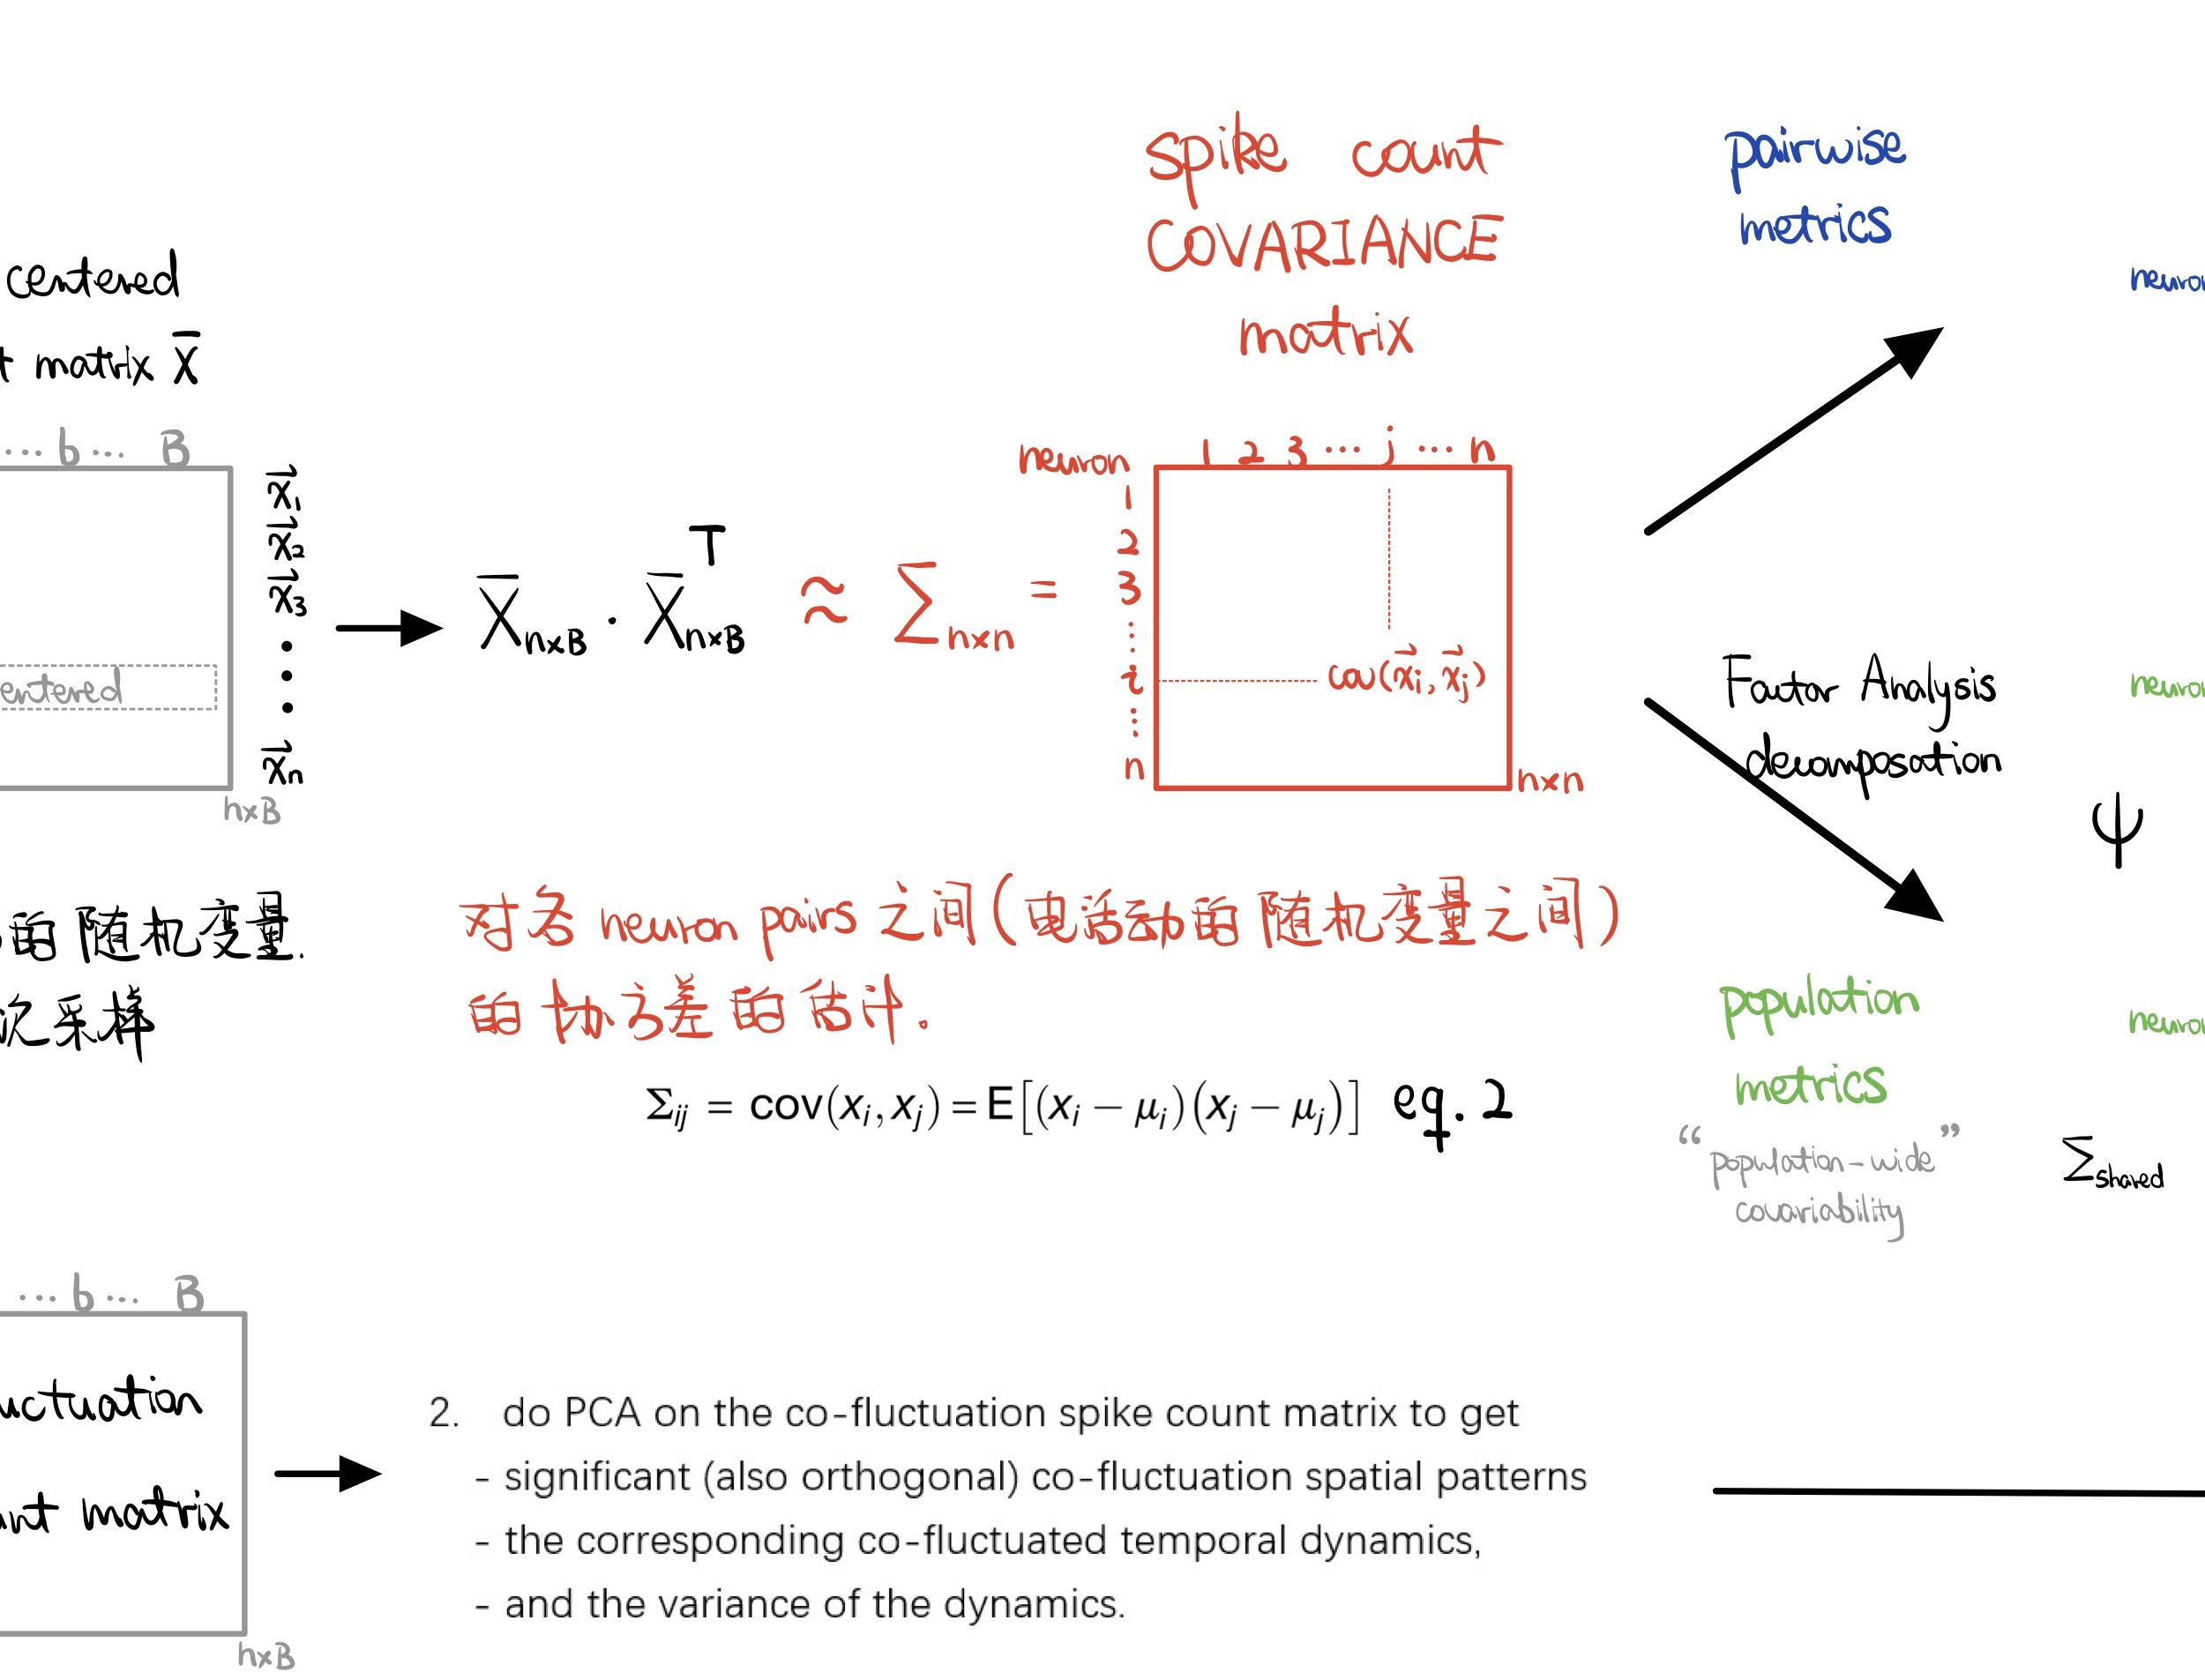 spike count
COVARIANCE
matrix
pairwise
metrics
centered
matrix X̄
... b ... B
x⃗1
x⃗2
x⃗3
x⃗n
n×B
X̄n×B · X̄n×B^T ≈ Σn×n =
neuron 1 2 3 ... j ... n
1
2
3
i
n
cov(x⃗i, x⃗j)
n×n
Factor Analysis
decomposation
ψ
的 随机变量.
采样
对各 neuron pairs 之间(电活动的随机变量之间)
的协方差的估计.
Σij = cov(xi, xj) = E[(xi − μi)(xj − μj)] eq.2
population
metrics
“population-wide”
covariability
Σshared
... b ... B
uctuation
matrix
n×B
2. do PCA on the co-fluctuation spike count matrix to get
- significant (also orthogonal) co-fluctuation spatial patterns
- the corresponding co-fluctuated temporal dynamics,
- and the variance of the dynamics.